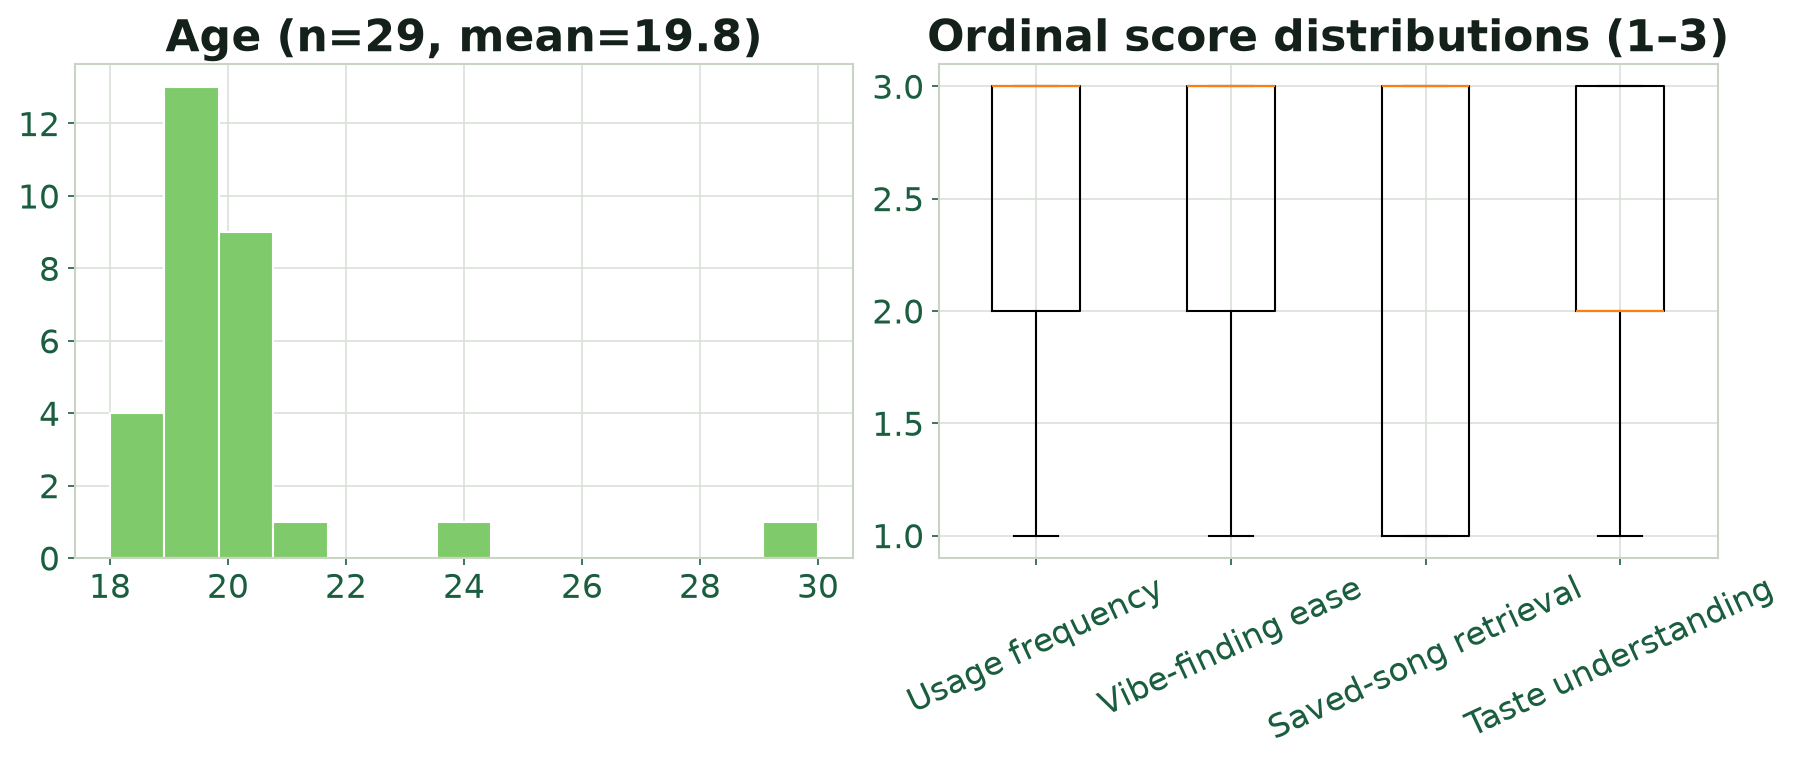 Age (n=29, mean=19.8)
12
10
8
6
4
2
0
18 20 22 24 26 28 30
Ordinal score distributions (1–3)
3.0
2.5
2.0
1.5
1.0
Usage frequency
Vibe-finding ease
Saved-song retrieval
Taste understanding